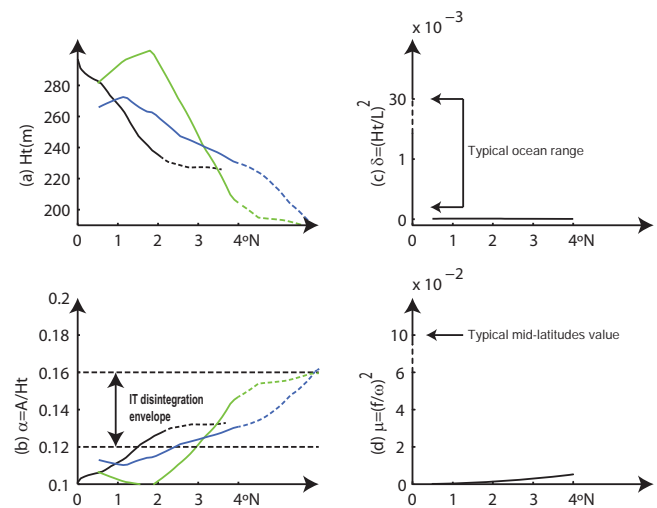 (a) Ht(m)
280
260
240
220
200
0 1 2 3 4ºN
x 10 −3
(c) δ=(Ht/L)2
30
1
0
Typical ocean range
0 1 2 3 4ºN
(b) α=A/Ht
0.2
0.18
0.16
0.14
0.12
0.1
IT disintegration
envelope
0 1 2 3 4ºN
x 10 −2
(d) μ=(f/ω)2
10
6
2
0
Typical mid-latitudes value
0 1 2 3 4ºN